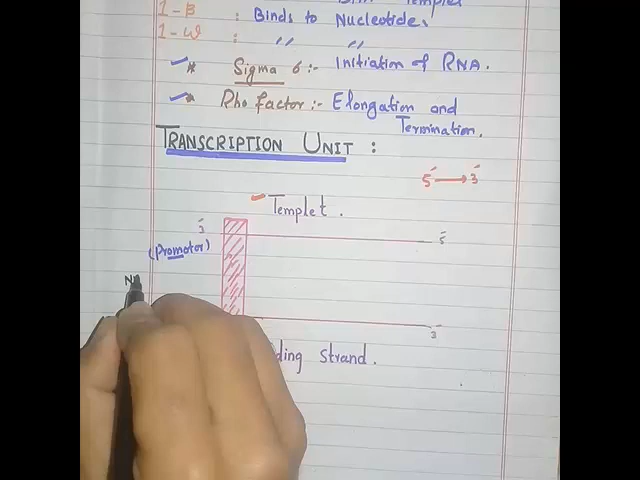 1-β : Binds to Nucleotide.
1-ω : 〃 〃
* Sigma 6 :- Initiation of RNA.
* Rho factor :- Elongation and
Termination.
TRANSCRIPTION UNIT :
5' → 3'
Templet.
3' 5'
(Promotor)
3'
ding strand.